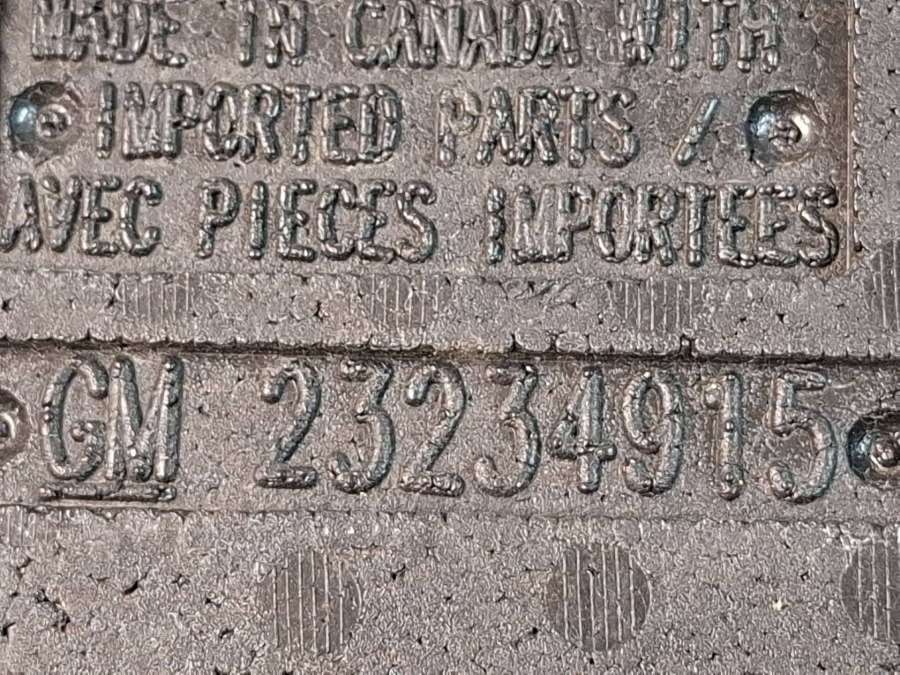 MADE IN CANADA WITH
IMPORTED PARTS /
AVEC PIECES IMPORTEES
GM 23234915